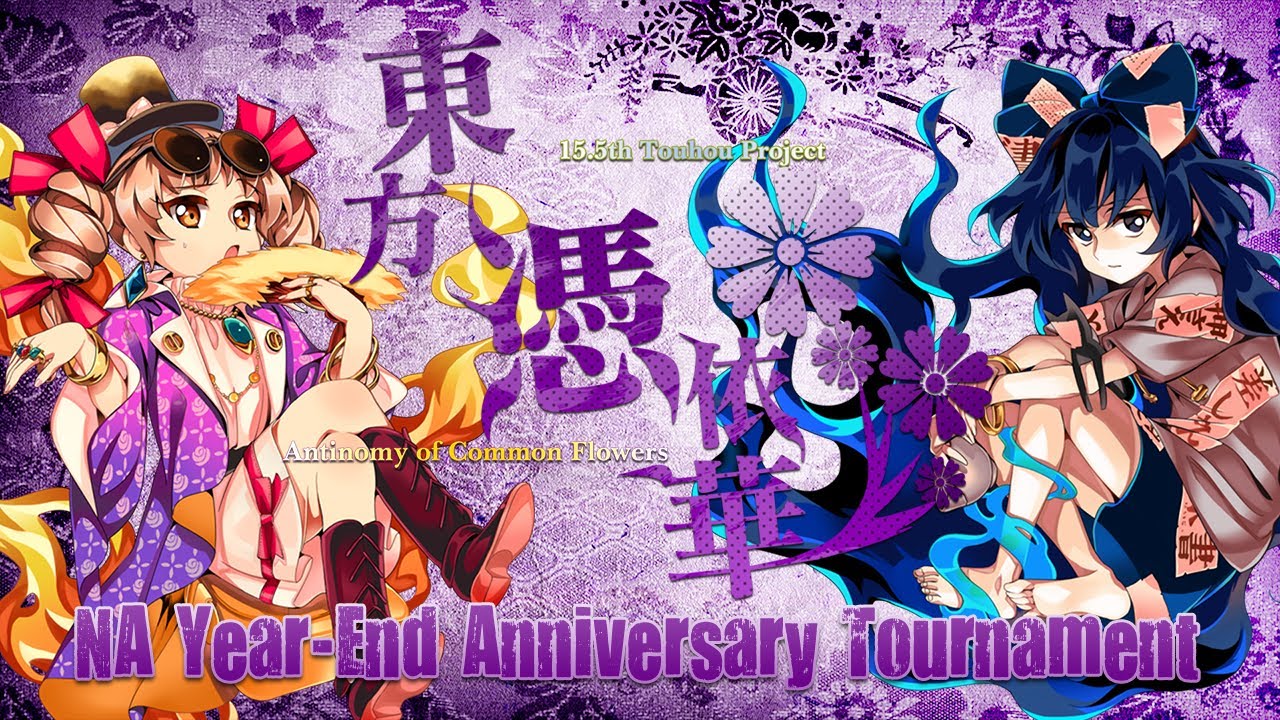 東方
憑依華
15.5th Touhou Project
Antinomy of Common Flowers
NA Year-End Anniversary Tournament